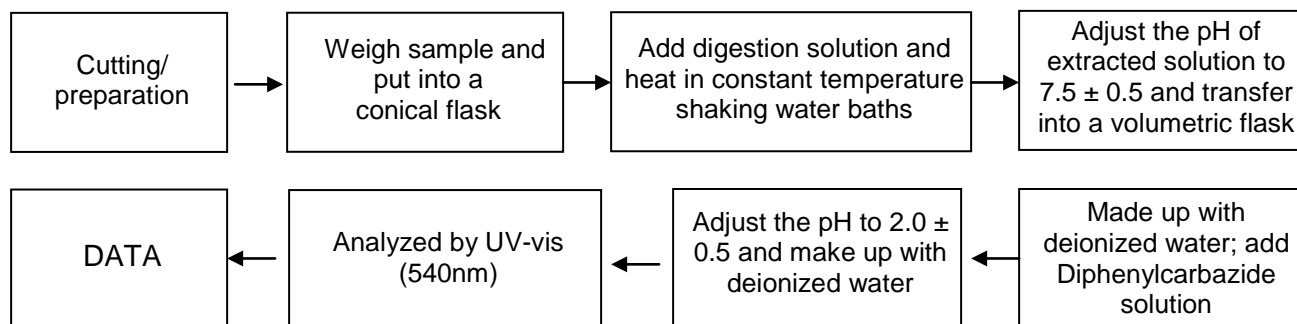 Cutting/
preparation
Weigh sample and
put into a
conical flask
Add digestion solution and
heat in constant temperature
shaking water baths
Adjust the pH of
extracted solution to
7.5 ± 0.5 and transfer
into a volumetric flask
Made up with
deionized water; add
Diphenylcarbazide
solution
Adjust the pH to 2.0 ±
0.5 and make up with
deionized water
Analyzed by UV-vis
(540nm)
DATA